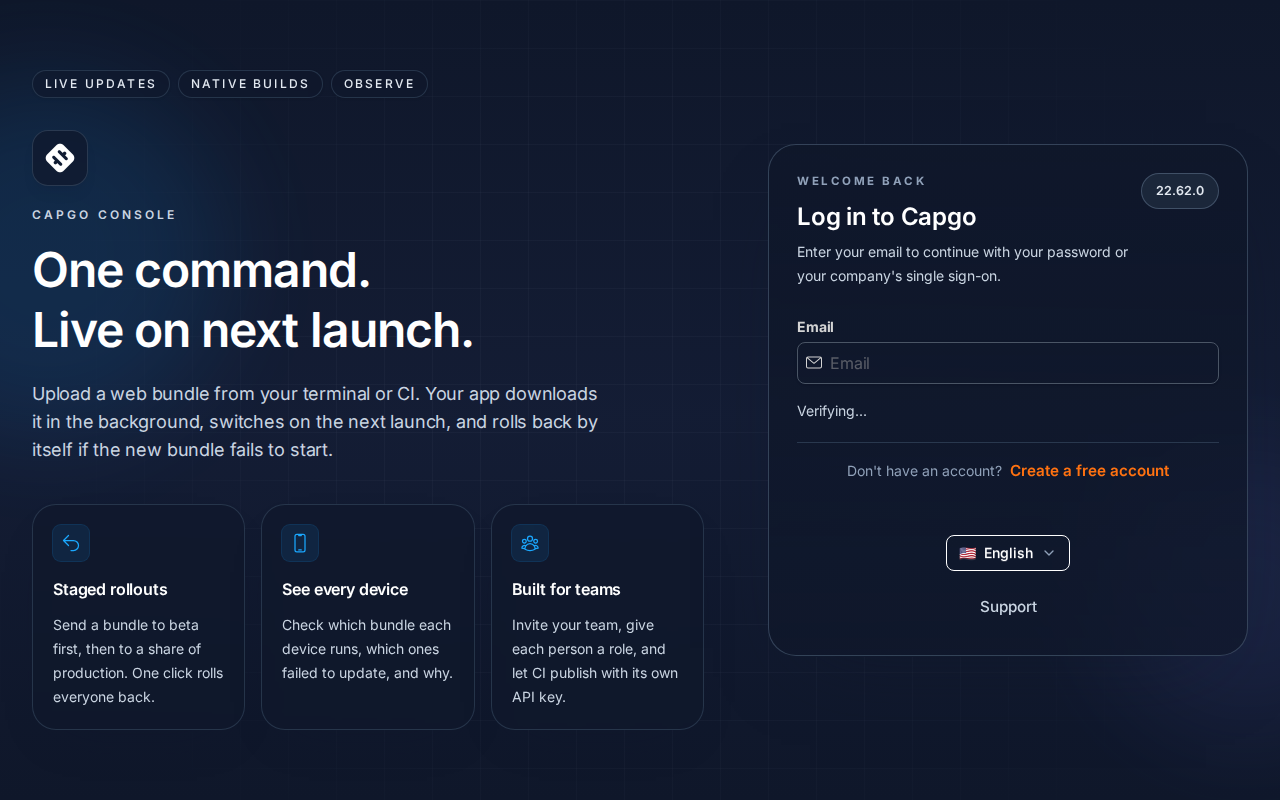 LIVE UPDATES
NATIVE BUILDS
OBSERVE
CAPGO CONSOLE
One command.
Live on next launch.
Upload a web bundle from your terminal or CI. Your app downloads
it in the background, switches on the next launch, and rolls back by
itself if the new bundle fails to start.
Staged rollouts
Send a bundle to beta
first, then to a share of
production. One click rolls
everyone back.
See every device
Check which bundle each
device runs, which ones
failed to update, and why.
Built for teams
Invite your team, give
each person a role, and
let CI publish with its own
API key.
WELCOME BACK
22.62.0
Log in to Capgo
Enter your email to continue with your password or
your company's single sign-on.
Email
Email
Verifying...
Don't have an account? Create a free account
English
Support